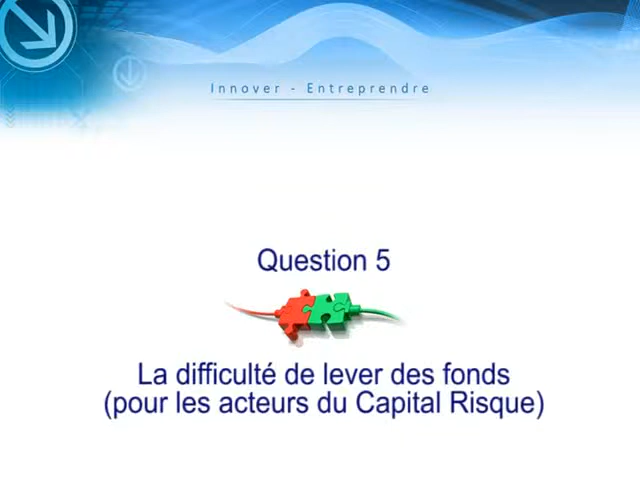 Innover - Entreprendre
Question 5
La difficulté de lever des fonds
(pour les acteurs du Capital Risque)